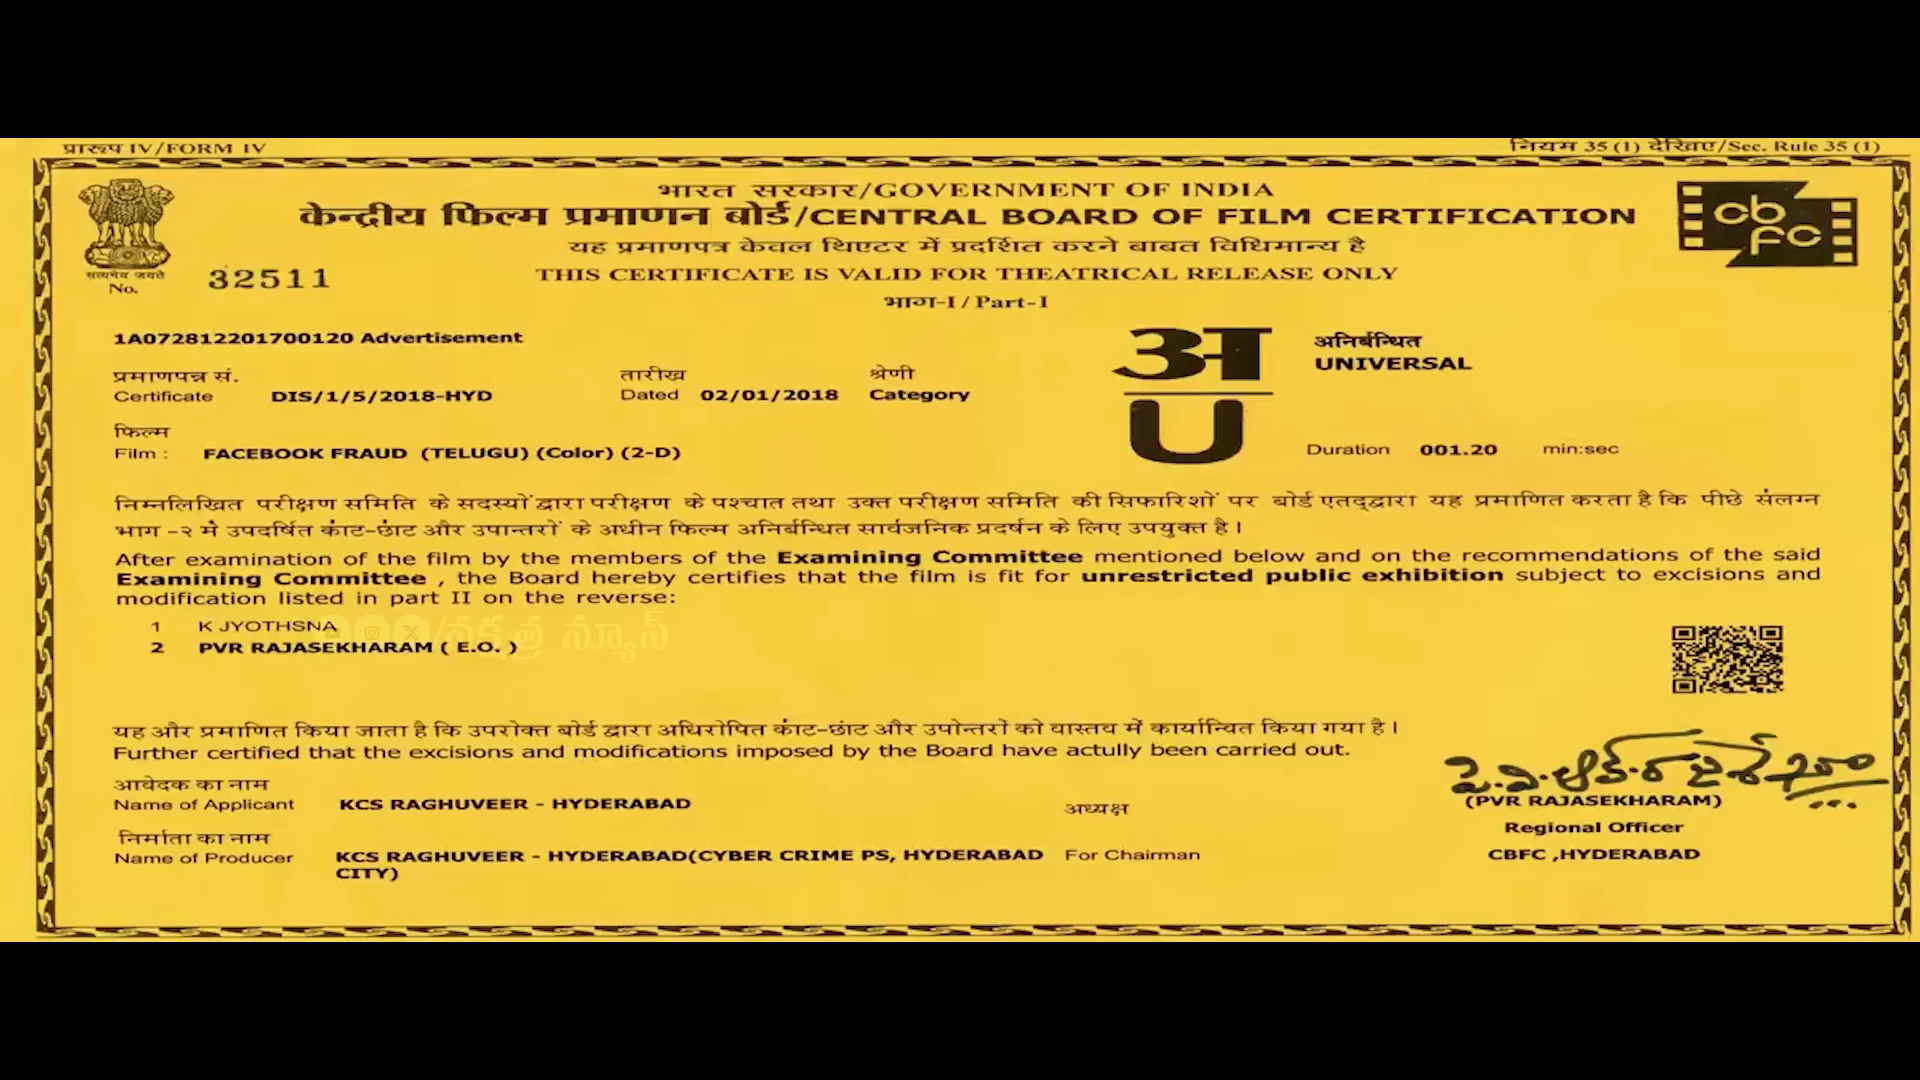 प्रारूप IV/FORM IV
नियम 35 (1) देखिए/Sec. Rule 35 (1)
भारत सरकार/GOVERNMENT OF INDIA
केन्द्रीय फिल्म प्रमाणन बोर्ड/CENTRAL BOARD OF FILM CERTIFICATION
cb
fc
यह प्रमाणपत्र केवल थिएटर में प्रदर्शित करने बाबत विधिमान्य है
सत्यमेव जयते
No. 32511
THIS CERTIFICATE IS VALID FOR THEATRICAL RELEASE ONLY
भाग-I / Part-I
1A072812201700120 Advertisement
अ
U
अनिर्बन्धित
UNIVERSAL
प्रमाणपन्र सं. तारीख श्रेणी
Certificate DIS/1/5/2018-HYD Dated 02/01/2018 Category
फिल्म
Film : FACEBOOK FRAUD (TELUGU) (Color) (2-D)
Duration 001.20 min:sec
निम्नलिखित परीक्षण समिति के सदस्यों द्वारा परीक्षण के पश्चात तथा उक्त परीक्षण समिति की सिफारिशों पर बोर्ड एतद्द्वारा यह प्रमाणित करता है कि पीछे संलग्न
भाग -२ में उपदर्षित कांट-छांट और उपान्तरों के अधीन फिल्म अनिर्बन्धित सार्वजनिक प्रदर्षन के लिए उपयुक्त है।
After examination of the film by the members of the Examining Committee mentioned below and on the recommendations of the said
Examining Committee , the Board hereby certifies that the film is fit for unrestricted public exhibition subject to excisions and
modification listed in part II on the reverse:
1 K JYOTHSNA
2 PVR RAJASEKHARAM ( E.O. )
/నక్షత్ర న్యూస్
यह और प्रमाणित किया जाता है कि उपरोक्त बोर्ड द्वारा अधिरोपित कांट-छांट और उपोन्तरों को वास्तव में कार्यान्वित किया गया है।
Further certified that the excisions and modifications imposed by the Board have actully been carried out.
आवेदक का नाम
Name of Applicant KCS RAGHUVEER - HYDERABAD
अध्यक्ष
(PVR RAJASEKHARAM)
Regional Officer
निर्माता का नाम
Name of Producer KCS RAGHUVEER - HYDERABAD(CYBER CRIME PS, HYDERABAD CITY)
For Chairman
CBFC ,HYDERABAD